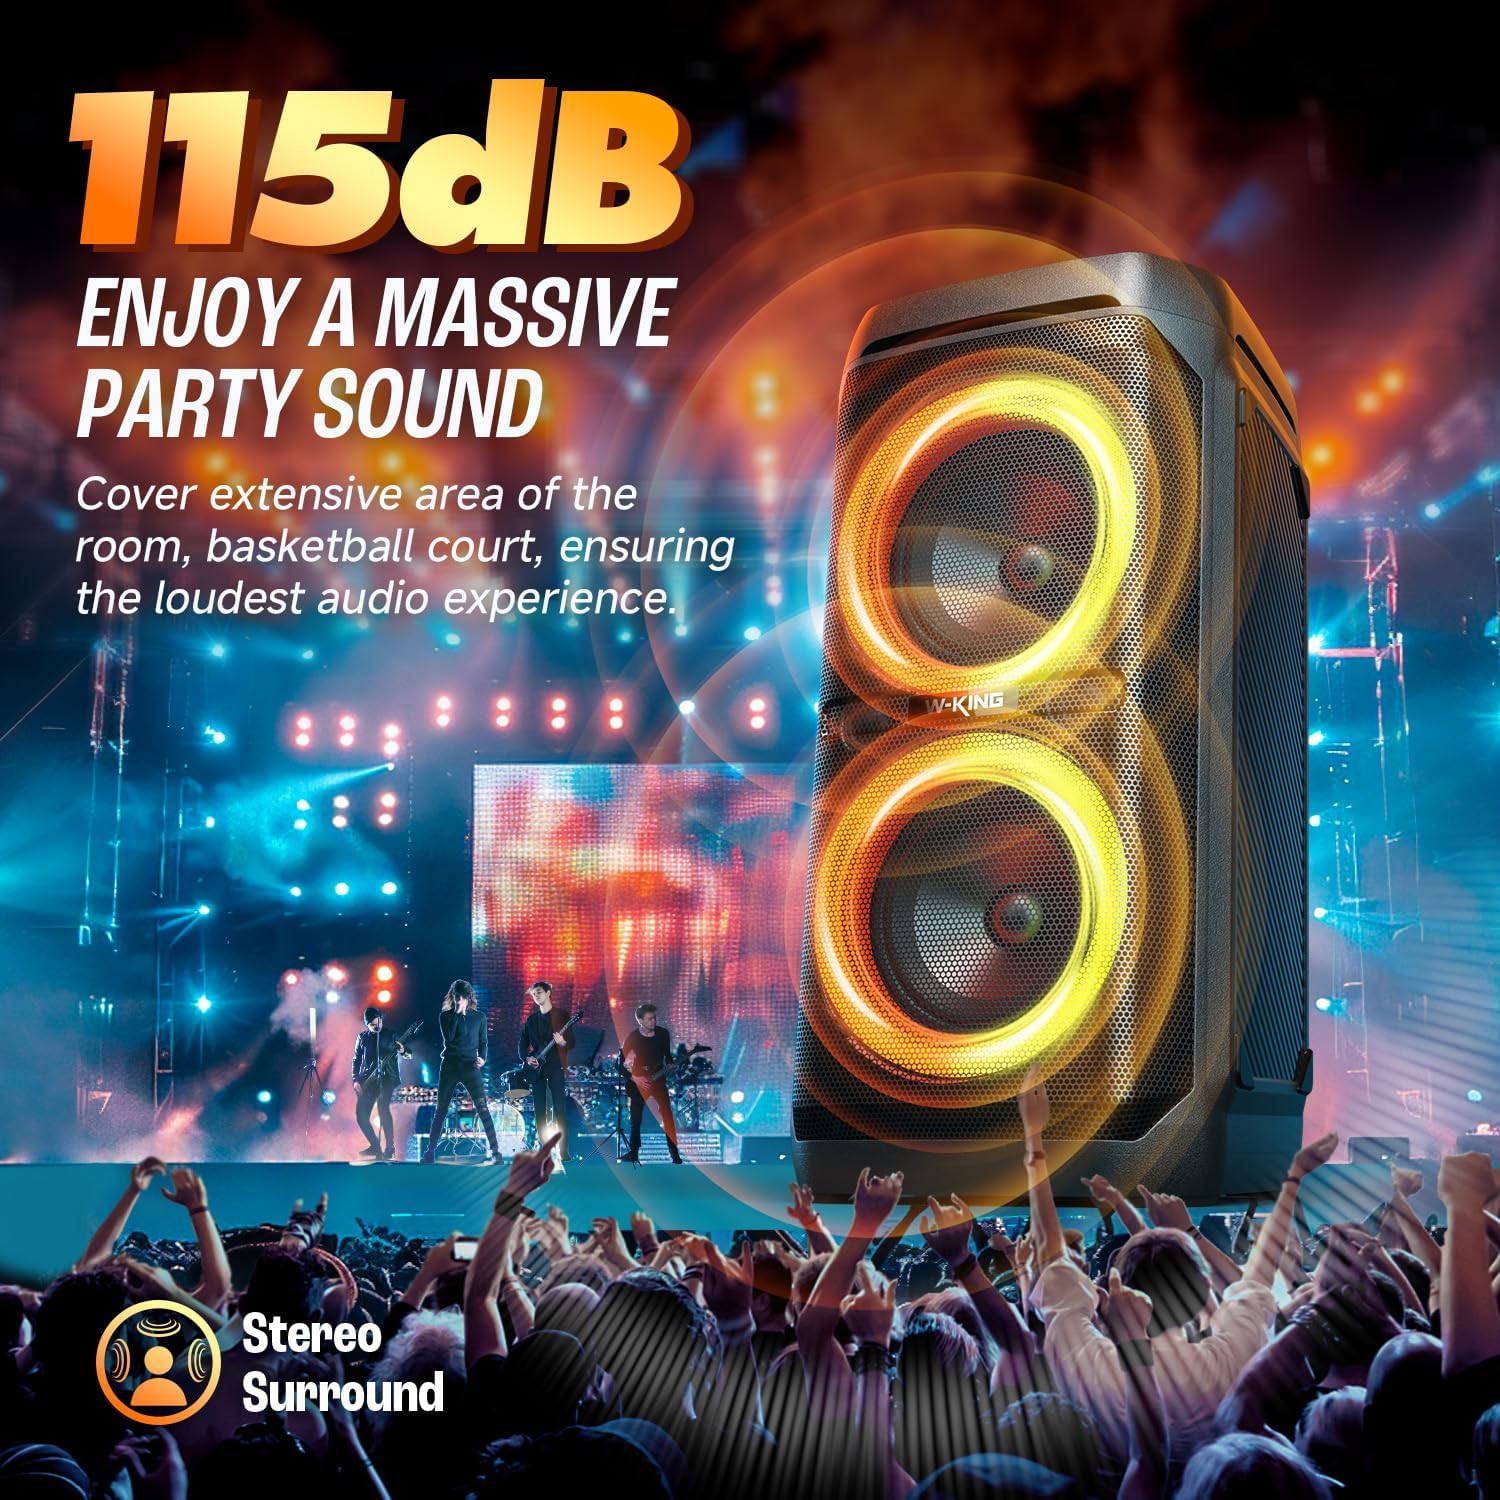 115dB
ENJOY A MASSIVE
PARTY SOUND
Cover extensive area of the
room, basketball court, ensuring
the loudest audio experience.
W-KING
Stereo
Surround